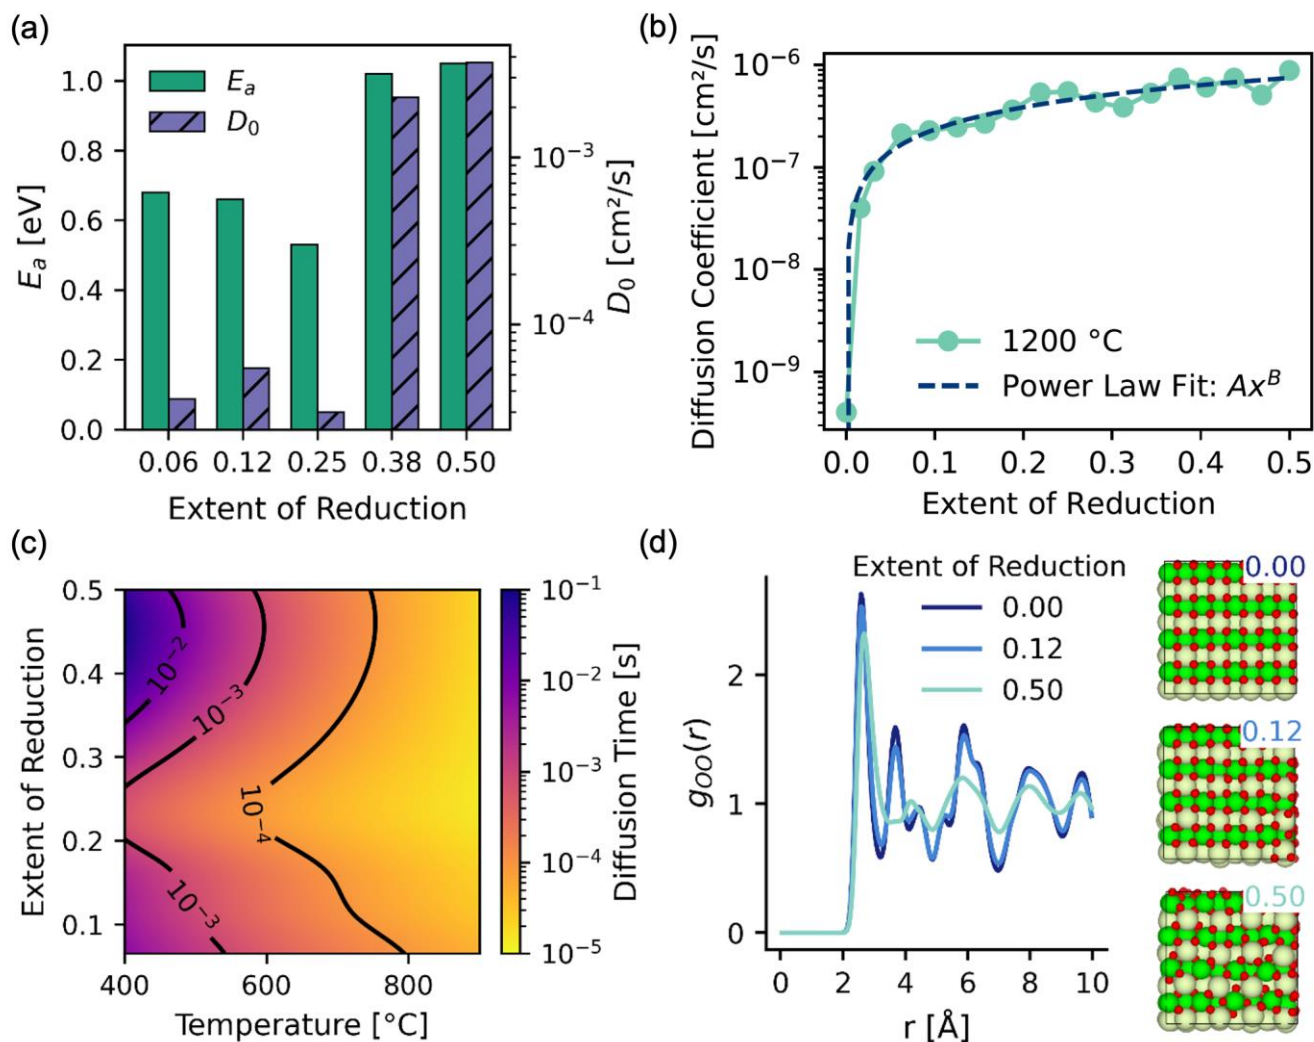 (a)
E_a
D_0
E_a [eV]
1.0
0.8
0.6
0.4
0.2
0.0
10⁻³
10⁻⁴
D_0 [cm²/s]
0.06 0.12 0.25 0.38 0.50
Extent of Reduction
(b)
Diffusion Coefficient [cm²/s]
10⁻⁶
10⁻⁷
10⁻⁸
10⁻⁹
1200 °C
Power Law Fit: Ax^B
0.0 0.1 0.2 0.3 0.4 0.5
Extent of Reduction
(c)
Extent of Reduction
0.5
0.4
0.3
0.2
0.1
10⁻²
10⁻³
10⁻⁴
10⁻³
400 600 800
Temperature [°C]
10⁻¹
10⁻²
10⁻³
10⁻⁴
10⁻⁵
Diffusion Time [s]
(d)
Extent of Reduction
0.00
0.12
0.50
g_OO(r)
2
1
0
0 2 4 6 8 10
r [Å]
0.00
0.12
0.50